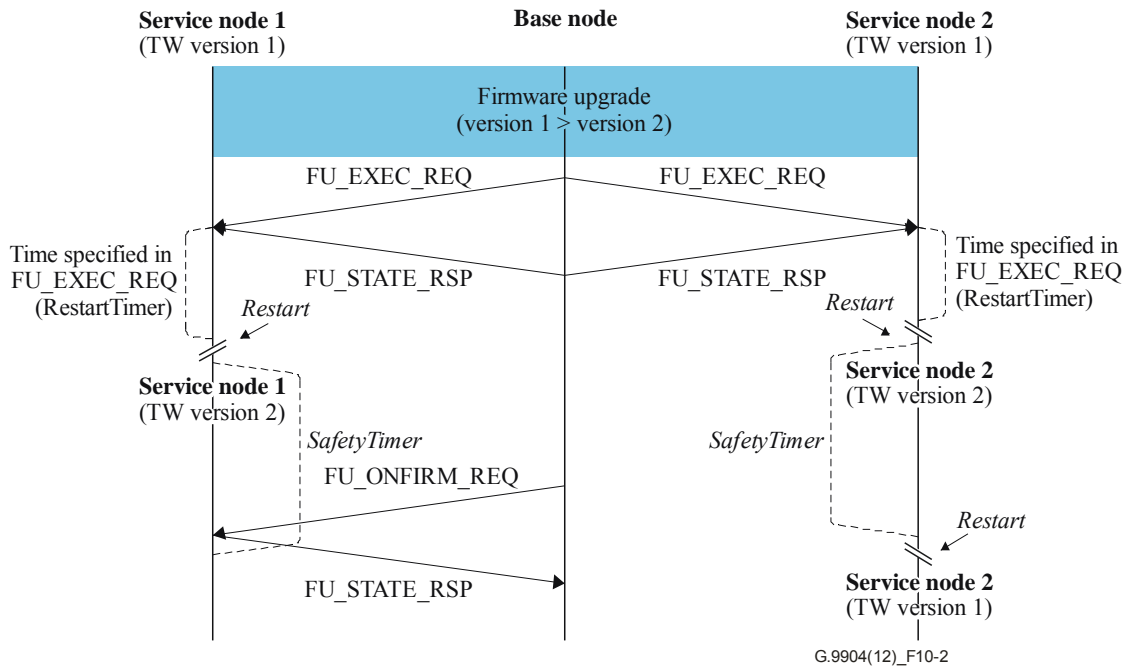 Service node 1
(TW version 1)
Base node
Service node 2
(TW version 1)
Firmware upgrade
(version 1 > version 2)
FU_EXEC_REQ
FU_EXEC_REQ
Time specified in
FU_EXEC_REQ
(RestartTimer)
FU_STATE_RSP
FU_STATE_RSP
Time specified in
FU_EXEC_REQ
(RestartTimer)
Restart
Restart
Service node 1
(TW version 2)
Service node 2
(TW version 2)
SafetyTimer
SafetyTimer
FU_ONFIRM_REQ
Restart
FU_STATE_RSP
Service node 2
(TW version 1)
G.9904(12)_F10-2